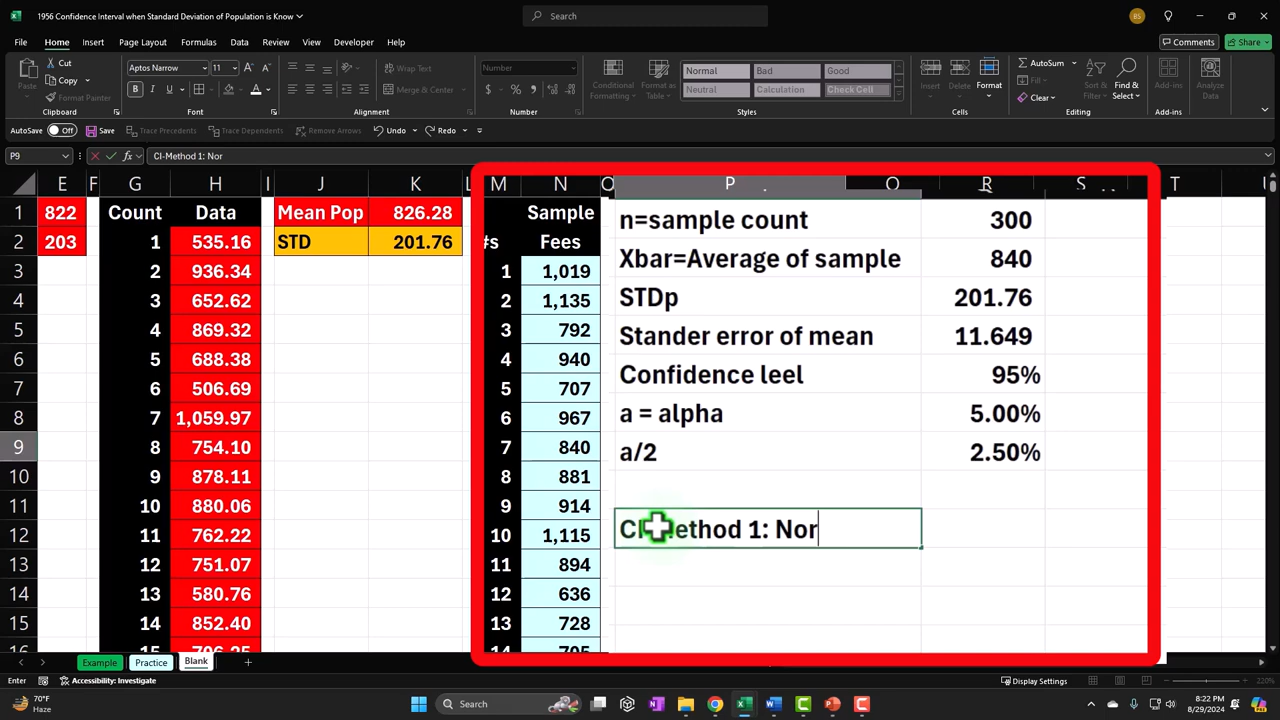 1956 Confidence Interval when Standard Deviation of Population is Know
Search
BS
File Home Insert Page Layout Formulas Data Review View Developer Help
Comments Share
Cut
Copy
Format Painter
Paste
Aptos Narrow 11
Wrap Text
Merge & Center
Number
Conditional Formatting
Format as Table
Normal Bad Good
Neutral Calculation Check Cell
Insert Delete Format
AutoSum
Fill
Clear
Sort & Filter
Find & Select
Add-ins
Analyze Data
Clipboard Font Alignment Number Styles Cells Editing Add-ins
AutoSave Off Save Trace Precedents Trace Dependents Remove Arrows Undo Redo
P9 fx CI-Method 1: Nor
E F G H I J K L M N O P Q R S T
1 822 Count Data Mean Pop 826.28 Sample
2 203 1 535.16 STD 201.76 #s Fees
3 2 936.34 1 1,019
4 3 652.62 2 1,135
5 4 869.32 3 792
6 5 688.38 4 940
7 6 506.69 5 707
8 7 1,059.97 6 967
9 8 754.10 7 840
10 9 878.11 8 881
11 10 880.06 9 914
12 11 762.22 10 1,115
13 12 751.07 11 894
14 13 580.76 12 636
15 14 852.40 13 728
16 15 706.25 14 705
n=sample count 300
Xbar=Average of sample 840
STDp 201.76
Stander error of mean 11.649
Confidence leel 95%
a = alpha 5.00%
a/2 2.50%
CI-Method 1: Nor
Example Practice Blank
Enter Accessibility: Investigate Display Settings 220%
70°F
Haze
Search
8:22 PM
8/29/2024